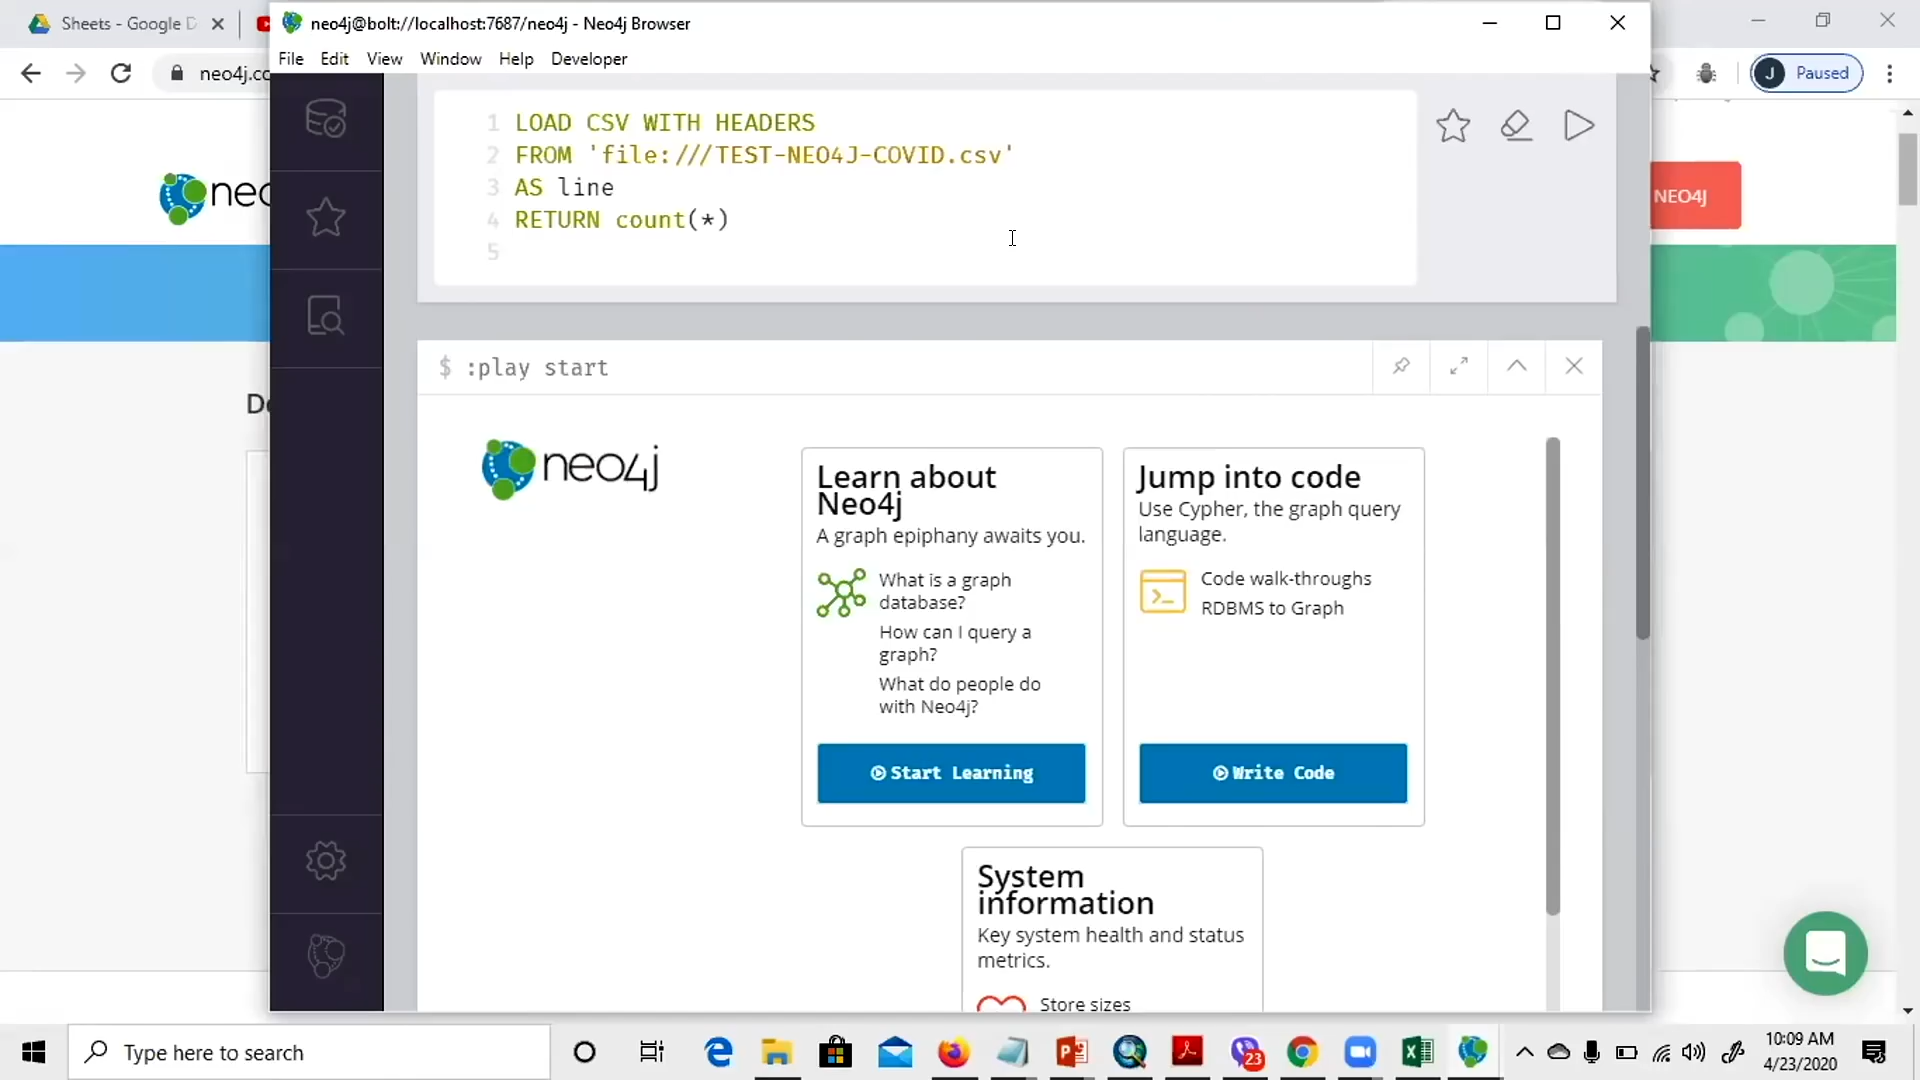 Sheets - Google D
neo4j@bolt://localhost:7687/neo4j - Neo4j Browser
File Edit View Window Help Developer
neo4j.co
J Paused
1 LOAD CSV WITH HEADERS
2 FROM 'file:///TEST-NEO4J-COVID.csv'
3 AS line
4 RETURN count(*)
5
neo
NEO4J
$ :play start
De
neo4j
Learn about
Neo4j
A graph epiphany awaits you.
What is a graph
database?
How can I query a
graph?
What do people do
with Neo4j?
Start Learning
Jump into code
Use Cypher, the graph query
language.
Code walk-throughs
RDBMS to Graph
Write Code
System
information
Key system health and status
metrics.
Store sizes
Type here to search
23
10:09 AM
4/23/2020